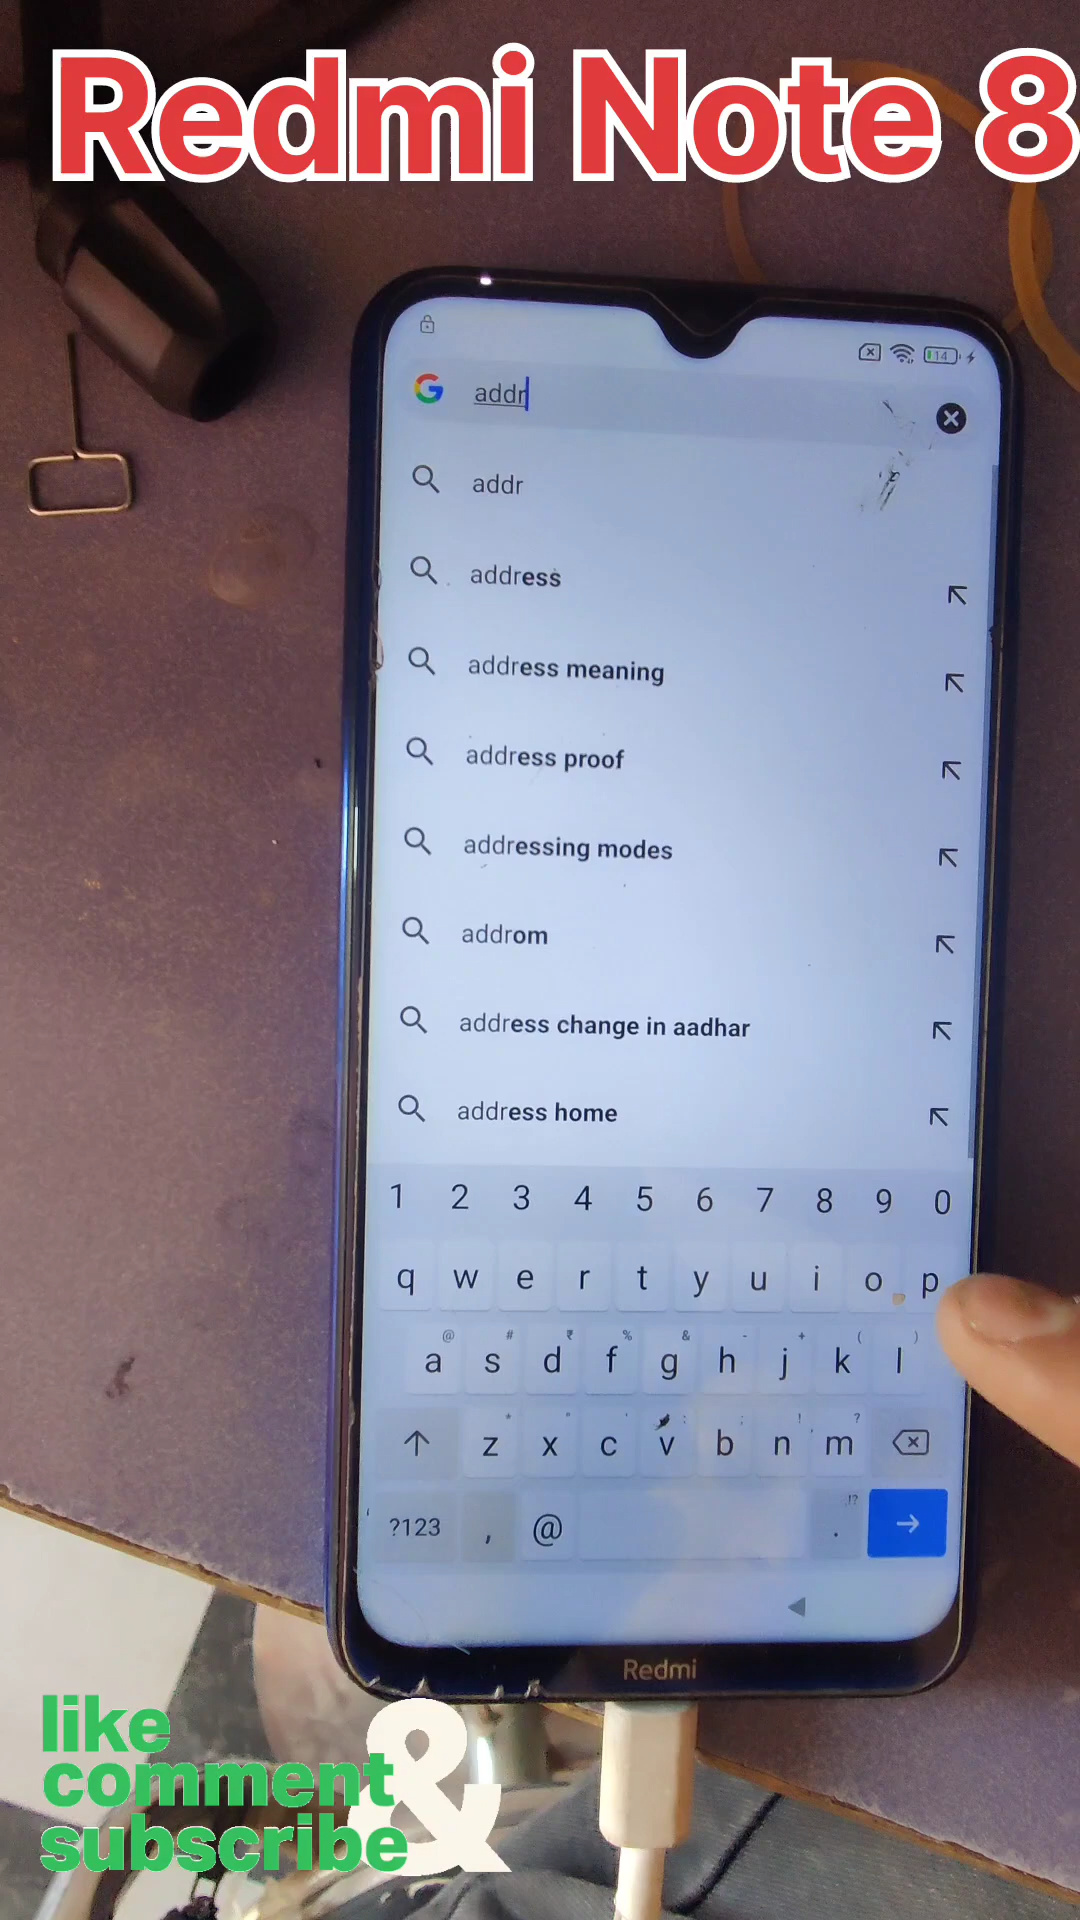 Redmi Note 8
14
addr
addr
address
address meaning
address proof
addressing modes
addrom
address change in aadhar
address home
1 2 3 4 5 6 7 8 9 0
q w e r t y u i o p
@ # ₹ % & - + ( )
a s d f g h j k l
* " ' : ; ! ?
z x c v b n m
?123 , @ . ,!?
Redmi
like
comment &
subscribe